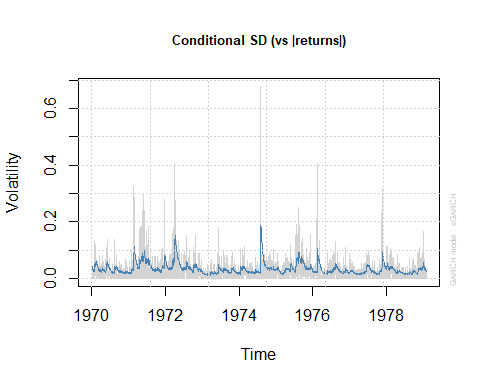 Conditional SD (vs |returns|)
Volatility
0.0
0.2
0.4
0.6
1970
1972
1974
1976
1978
Time
GARCH model : sGARCH